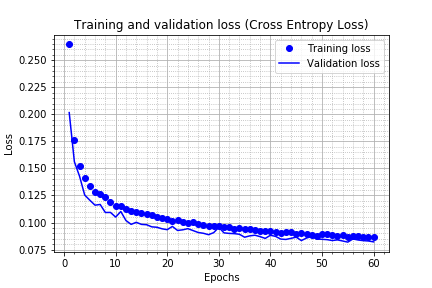 Training and validation loss (Cross Entropy Loss)
Training loss
Validation loss
0.250
0.225
0.200
0.175
0.150
0.125
0.100
0.075
Loss
0 10 20 30 40 50 60
Epochs